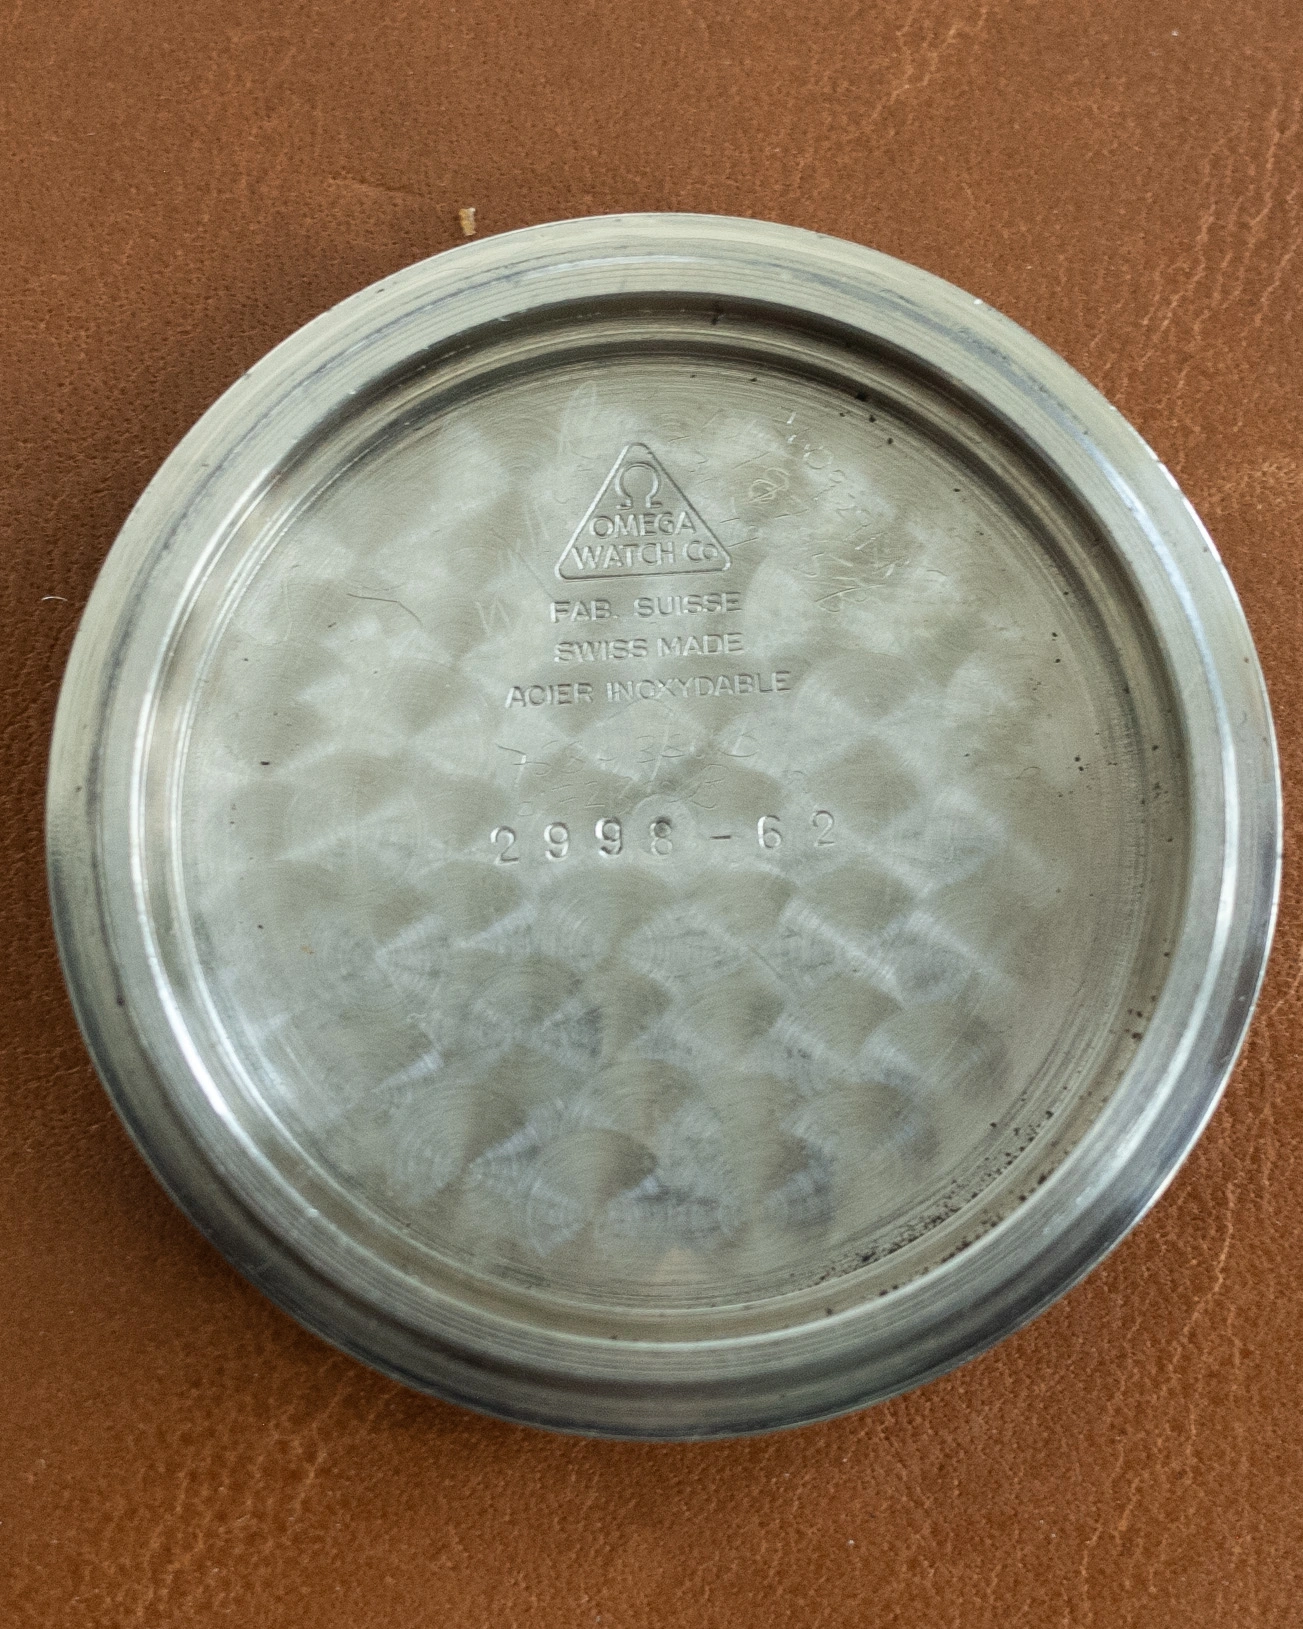 Ω
OMEGA
WATCH Co
FAB. SUISSE
SWISS MADE
ACIER INOXYDABLE
2998-62